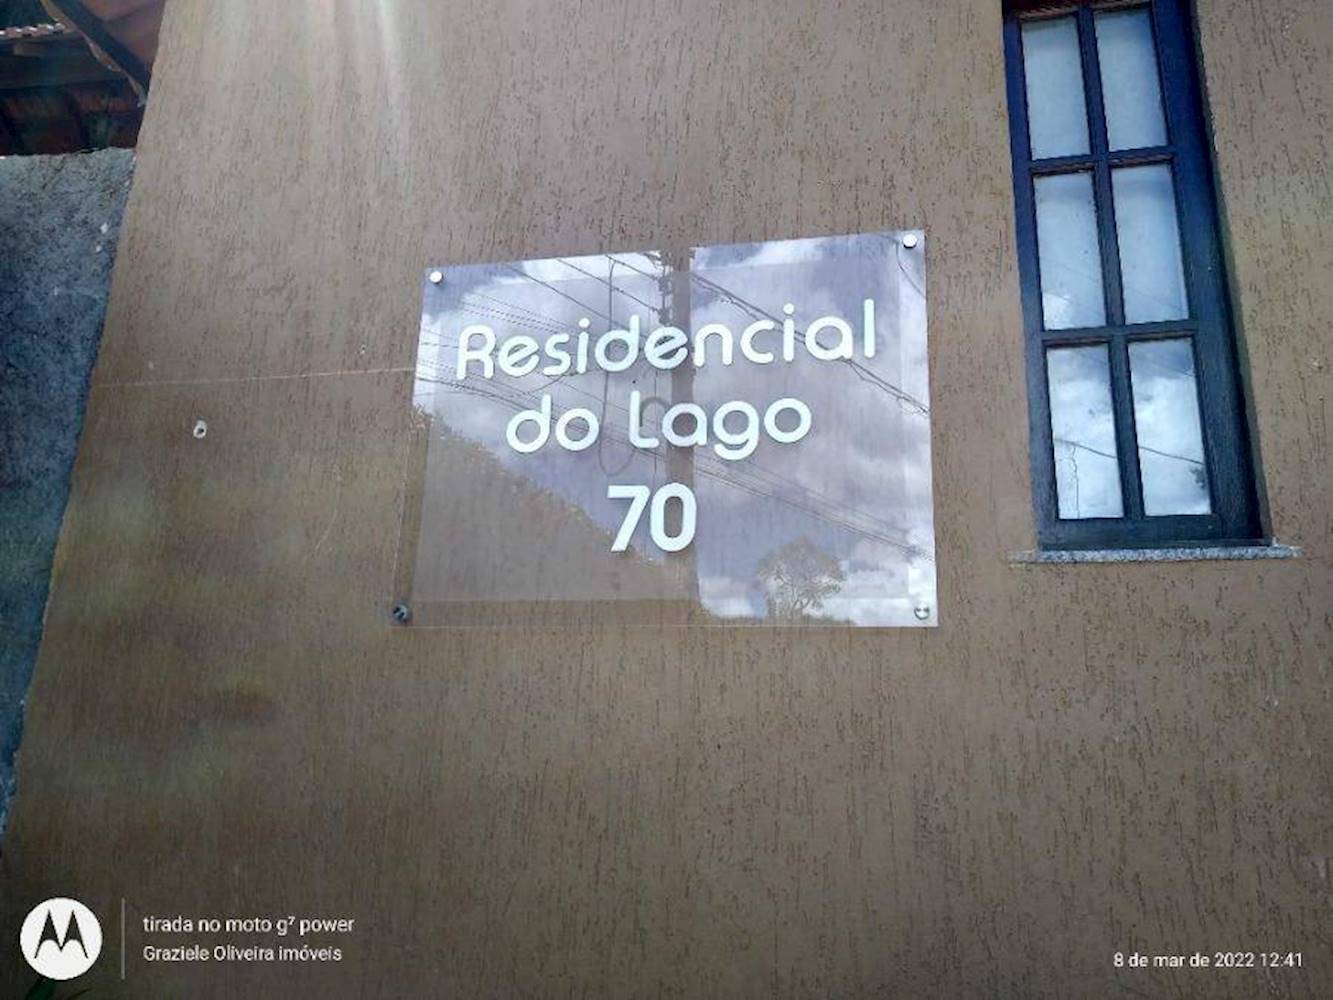 Residencial
do Lago
70
tirada no moto g⁷ power
Graziele Oliveira imóveis
8 de mar de 2022 12:41